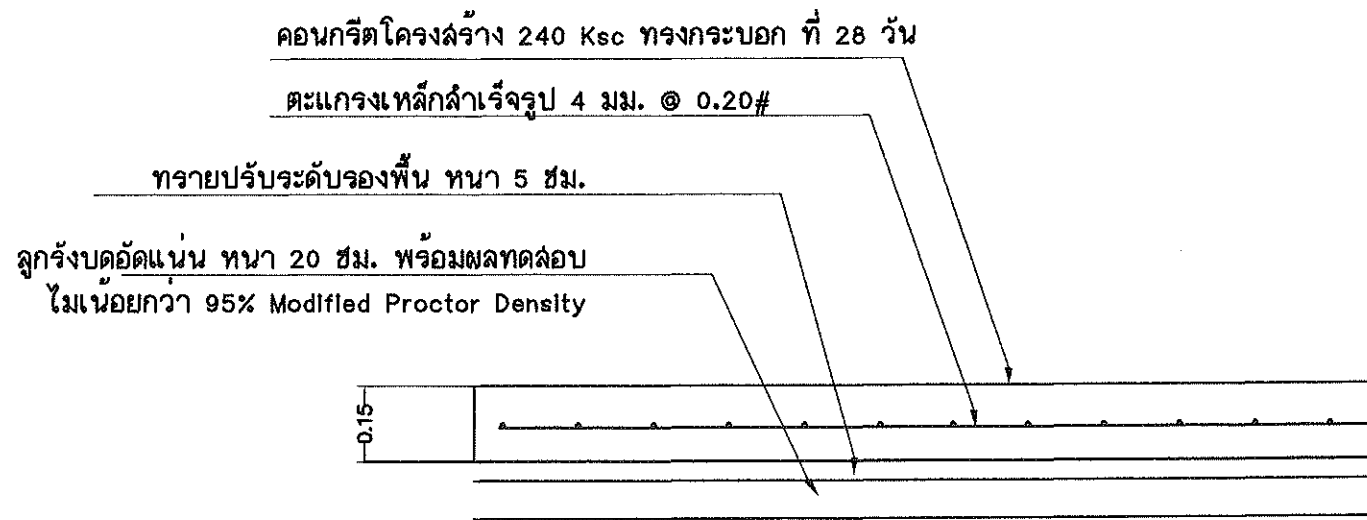 คอนกรีตโครงสร้าง 240 Ksc ทรงกระบอก ที่ 28 วัน
ตะแกรงเหล็กสำเร็จรูป 4 มม. @ 0.20#
ทรายปรับระดับรองพื้น หนา 5 ซม.
ลูกรังบดอัดแน่น หนา 20 ซม. พร้อมผลทดสอบ
ไม่น้อยกว่า 95% Modified Proctor Density
0.15